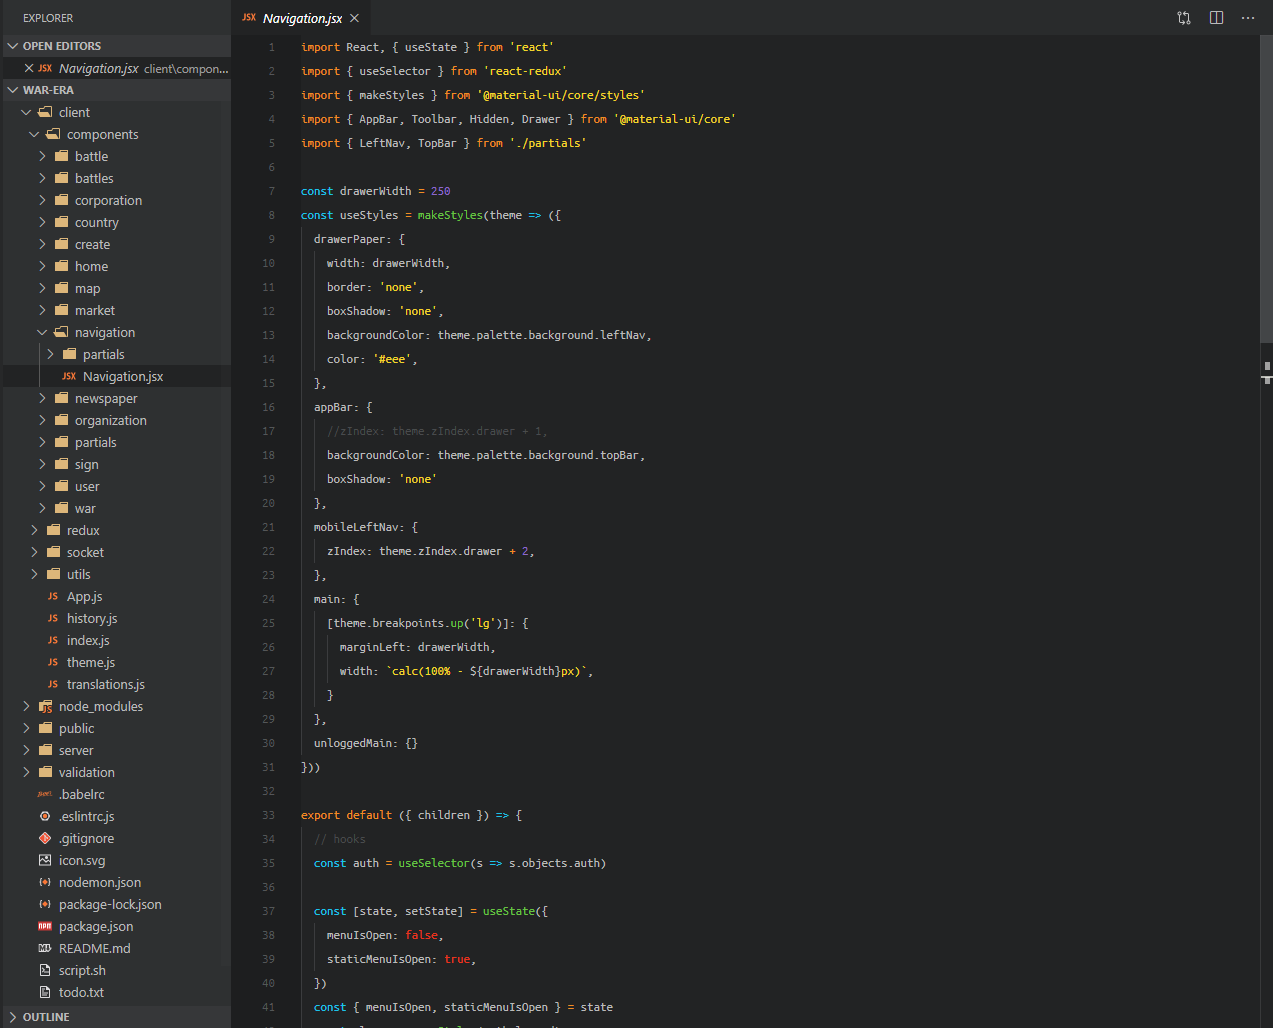 EXPLORER
OPEN EDITORS
JSX Navigation.jsx client\compon...
WAR-ERA
client
components
battle
battles
corporation
country
create
home
map
market
navigation
partials
JSX Navigation.jsx
newspaper
organization
partials
sign
user
war
redux
socket
utils
JS App.js
JS history.js
JS index.js
JS theme.js
JS translations.js
node_modules
public
server
validation
.babelrc
.eslintrc.js
.gitignore
icon.svg
nodemon.json
package-lock.json
npm package.json
README.md
script.sh
todo.txt
OUTLINE
JSX Navigation.jsx
1 import React, { useState } from 'react'
2 import { useSelector } from 'react-redux'
3 import { makeStyles } from '@material-ui/core/styles'
4 import { AppBar, Toolbar, Hidden, Drawer } from '@material-ui/core'
5 import { LeftNav, TopBar } from './partials'
6
7 const drawerWidth = 250
8 const useStyles = makeStyles(theme => ({
9 drawerPaper: {
10 width: drawerWidth,
11 border: 'none',
12 boxShadow: 'none',
13 backgroundColor: theme.palette.background.leftNav,
14 color: '#eee',
15 },
16 appBar: {
17 //zIndex: theme.zIndex.drawer + 1,
18 backgroundColor: theme.palette.background.topBar,
19 boxShadow: 'none'
20 },
21 mobileLeftNav: {
22 zIndex: theme.zIndex.drawer + 2,
23 },
24 main: {
25 [theme.breakpoints.up('lg')]: {
26 marginLeft: drawerWidth,
27 width: `calc(100% - ${drawerWidth}px)`,
28 }
29 },
30 unloggedMain: {}
31 }))
32
33 export default ({ children }) => {
34 // hooks
35 const auth = useSelector(s => s.objects.auth)
36
37 const [state, setState] = useState({
38 menuIsOpen: false,
39 staticMenuIsOpen: true,
40 })
41 const { menuIsOpen, staticMenuIsOpen } = state